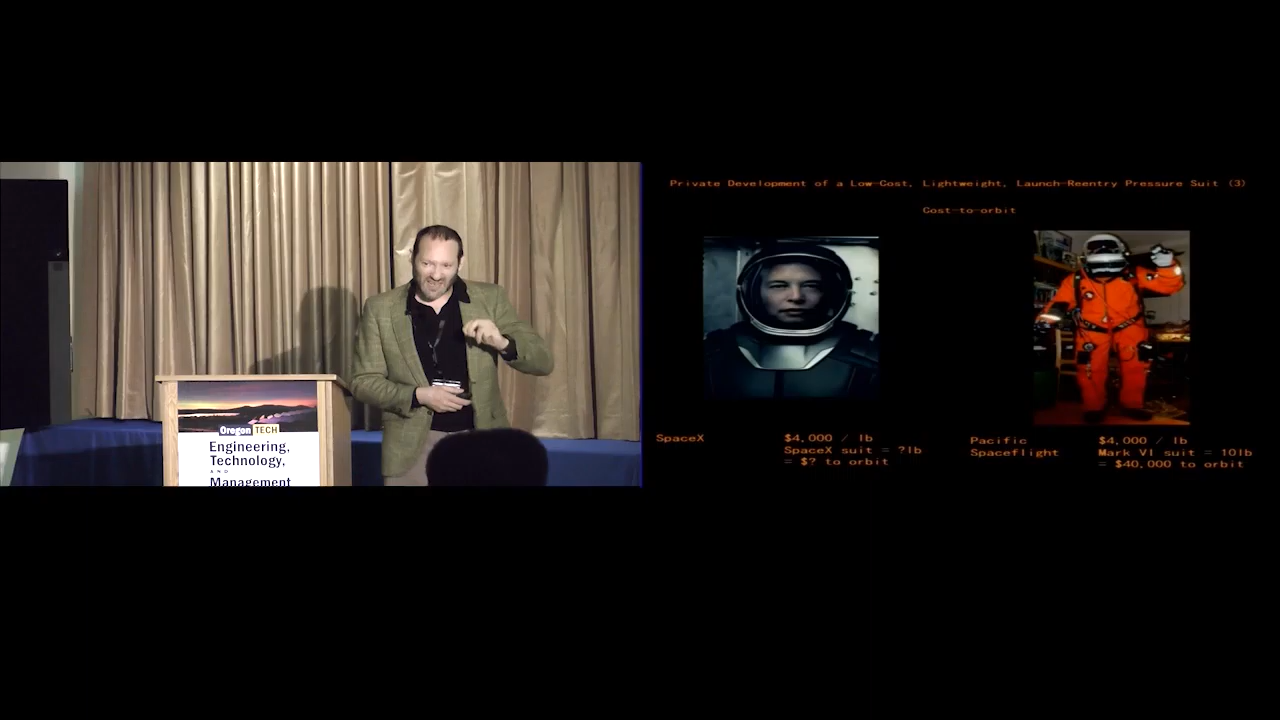 Oregon TECH
Engineering,
Technology,
AND
Management
Private Development of a Low-Cost, Lightweight, Launch-Reentry Pressure Suit (3)
Cost-to-orbit
SpaceX
$4,000 / lb
SpaceX suit = ?lb
= $? to orbit
Pacific
Spaceflight
$4,000 / lb
Mark VI suit = 10lb
= $40,000 to orbit